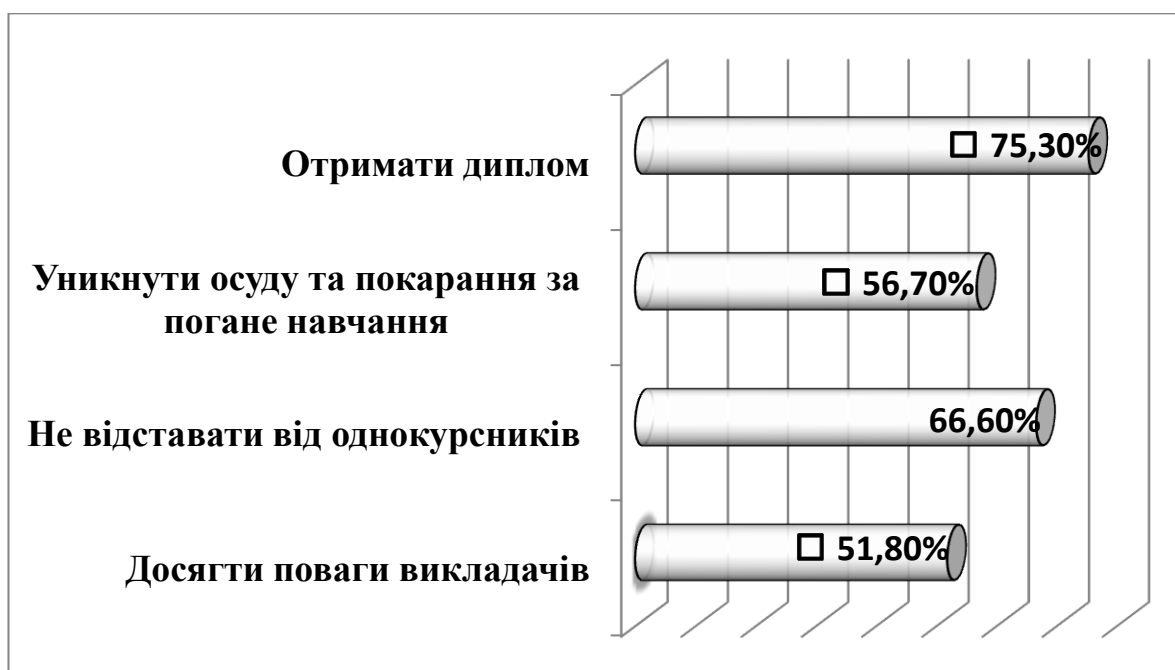 Отримати диплом
□ 75,30%
Уникнути осуду та покарання за
погане навчання
□ 56,70%
Не відставати від однокурсників
66,60%
Досягти поваги викладачів
□ 51,80%